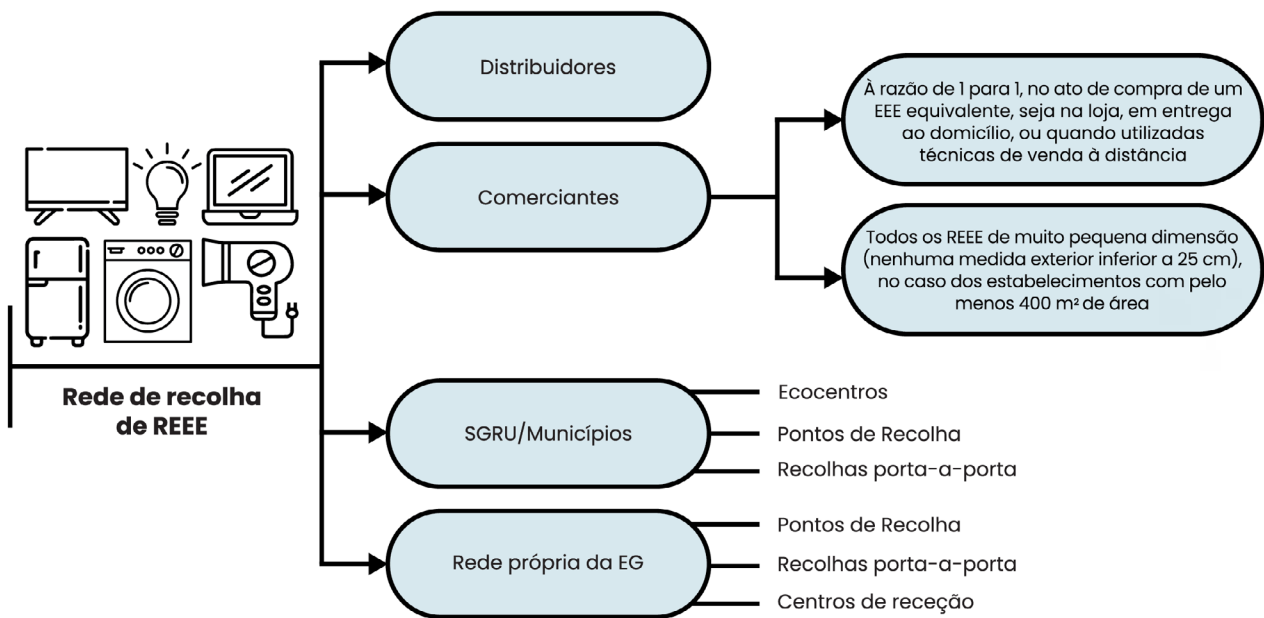 Distribuidores
À razão de 1 para 1, no ato de compra de um
EEE equivalente, seja na loja, em entrega
ao domicílio, ou quando utilizadas
técnicas de venda à distância
Comerciantes
Todos os REEE de muito pequena dimensão
(nenhuma medida exterior inferior a 25 cm),
no caso dos estabelecimentos com pelo
menos 400 m² de área
Rede de recolha
de REEE
SGRU/Municípios
Ecocentros
Pontos de Recolha
Recolhas porta-a-porta
Rede própria da EG
Pontos de Recolha
Recolhas porta-a-porta
Centros de receção